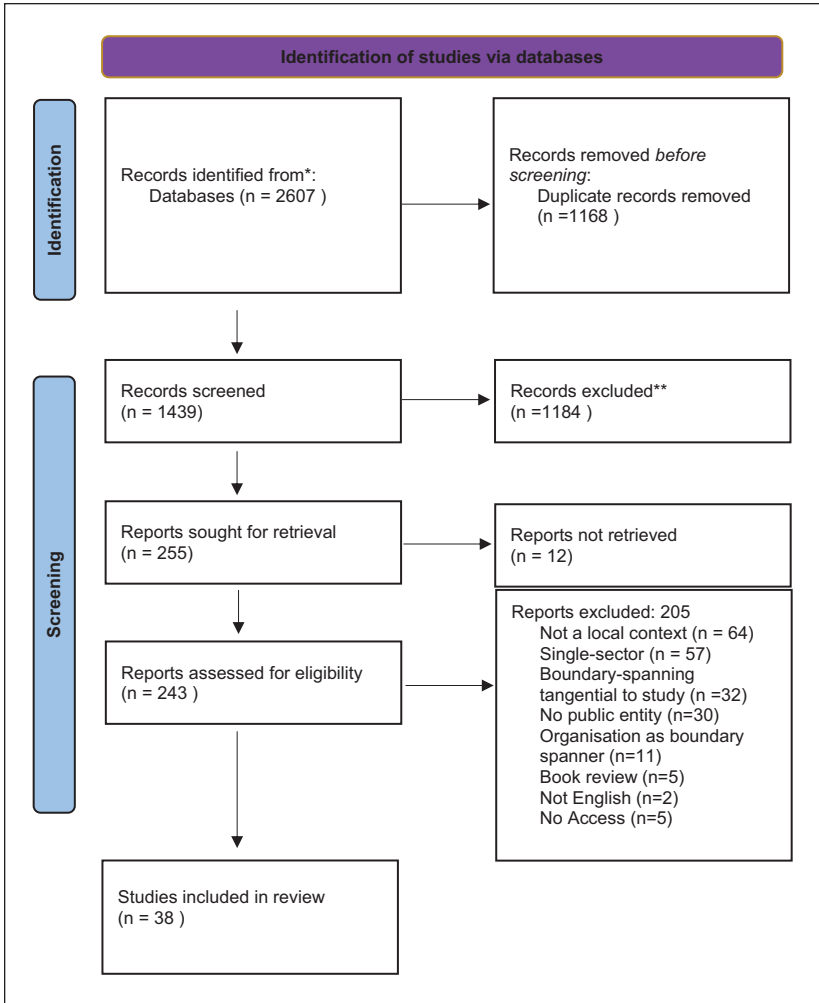 Identification of studies via databases
Identification
Records identified from*:
Databases (n = 2607 )
Records removed before
screening:
Duplicate records removed
(n =1168 )
Screening
Records screened
(n = 1439)
Records excluded**
(n =1184 )
Reports sought for retrieval
(n = 255)
Reports not retrieved
(n = 12)
Reports assessed for eligibility
(n = 243 )
Reports excluded: 205
Not a local context (n = 64)
Single-sector (n = 57)
Boundary-spanning
tangential to study (n =32)
No public entity (n=30)
Organisation as boundary
spanner (n=11)
Book review (n=5)
Not English (n=2)
No Access (n=5)
Studies included in review
(n = 38 )